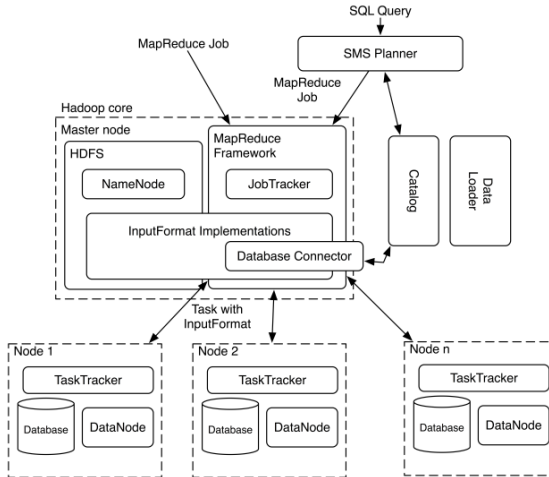 SQL Query
SMS Planner
MapReduce Job
MapReduce
Job
Hadoop core
Master node
HDFS
MapReduce
Framework
NameNode
JobTracker
InputFormat Implementations
Database Connector
Catalog
Data
Loader
Task with
InputFormat
Node 1
TaskTracker
Database
DataNode
Node 2
TaskTracker
Database
DataNode
Node n
TaskTracker
Database
DataNode